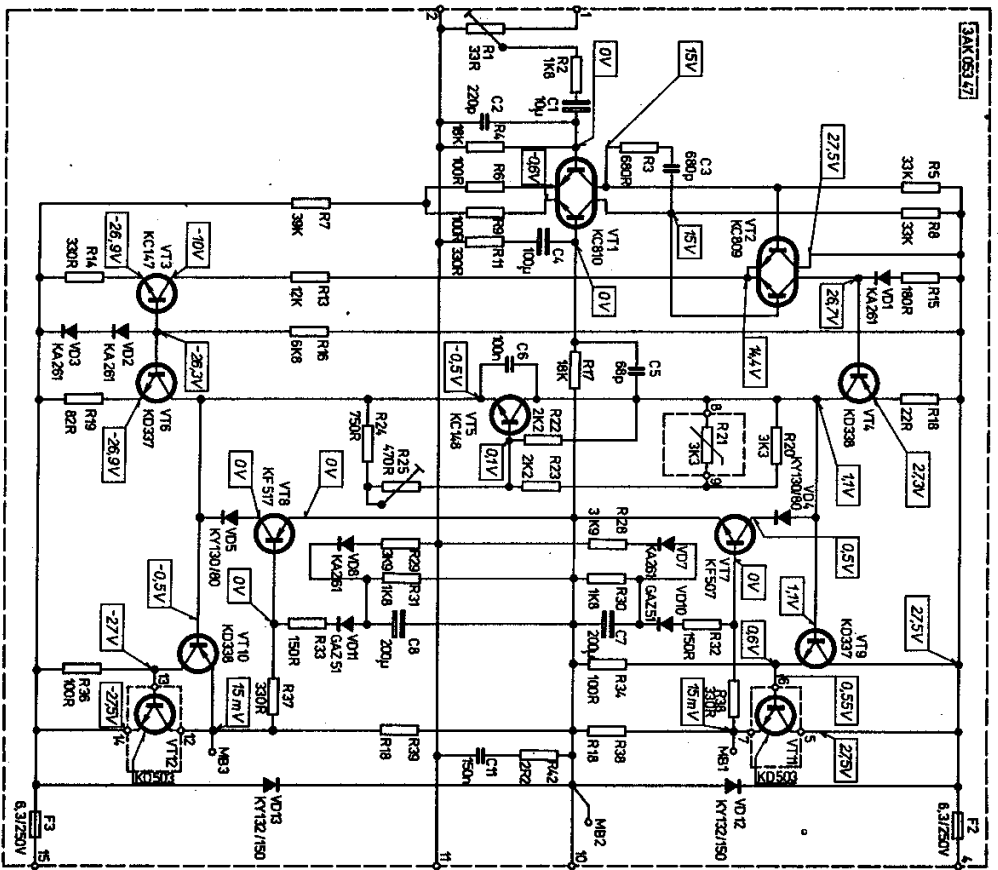 3AK 053 47
2
1
R1
33R
R2
1K8
C1
10µ
C2
220p
0V
15V
R4
18K
R6
100R
-0,6V
R3
680R
C3
680p
27,5V
R5
33K
R8
33K
R7
39K
R9
100R
R11
330R
C4
100µ
VT1
KC810
15V
VT2
KC809
0V
-26,9V
-10V
VT3
KC147
R14
330R
R13
12K
14,4V
26,7V
VD1
KA261
R15
180R
VD3
KA261
VD2
KA261
-26,3V
R16
6K8
C6
100n
R17
18K
C5
68p
-0,5V
VT6
KD337
R19
82R
-26,9V
R24
750R
R25
470R
VT5
KC148
0,1V
R22
2K2
R23
2K2
8
R21
3K3
9
R20
3K3
VT4
KD338
R18
22R
27,3V
1,1V
VD4
KY130/80
0V
VT8
KF517
0V
VD5
KY130/80
VD8
KA261
R29
3K9
R28
3K9
VD7
KA261
VT7
KF507
0,5V
0V
R31
1K8
R30
1K8
VD10
GAZ51
-0,5V
0V
R33
150R
VD11
GAZ51
C8
200µ
C7
200µ
R32
150R
1,1V
27,5V
-27V
VT10
KD338
R37
330R
R34
100R
0,6V
VT9
KD337
R36
100R
13
15mV
15mV
330R
6
0,55V
-27,5V
14
VT12
12
KD503
MB3
R39
R18
R38
R18
7
MB1
VT11
5
KD503
27,5V
C11
150n
R42
2R2
VD13
KY132/150
MB2
VD12
KY132/150
F3
6,3/250V
F2
6,3/250V
15
11
10
4